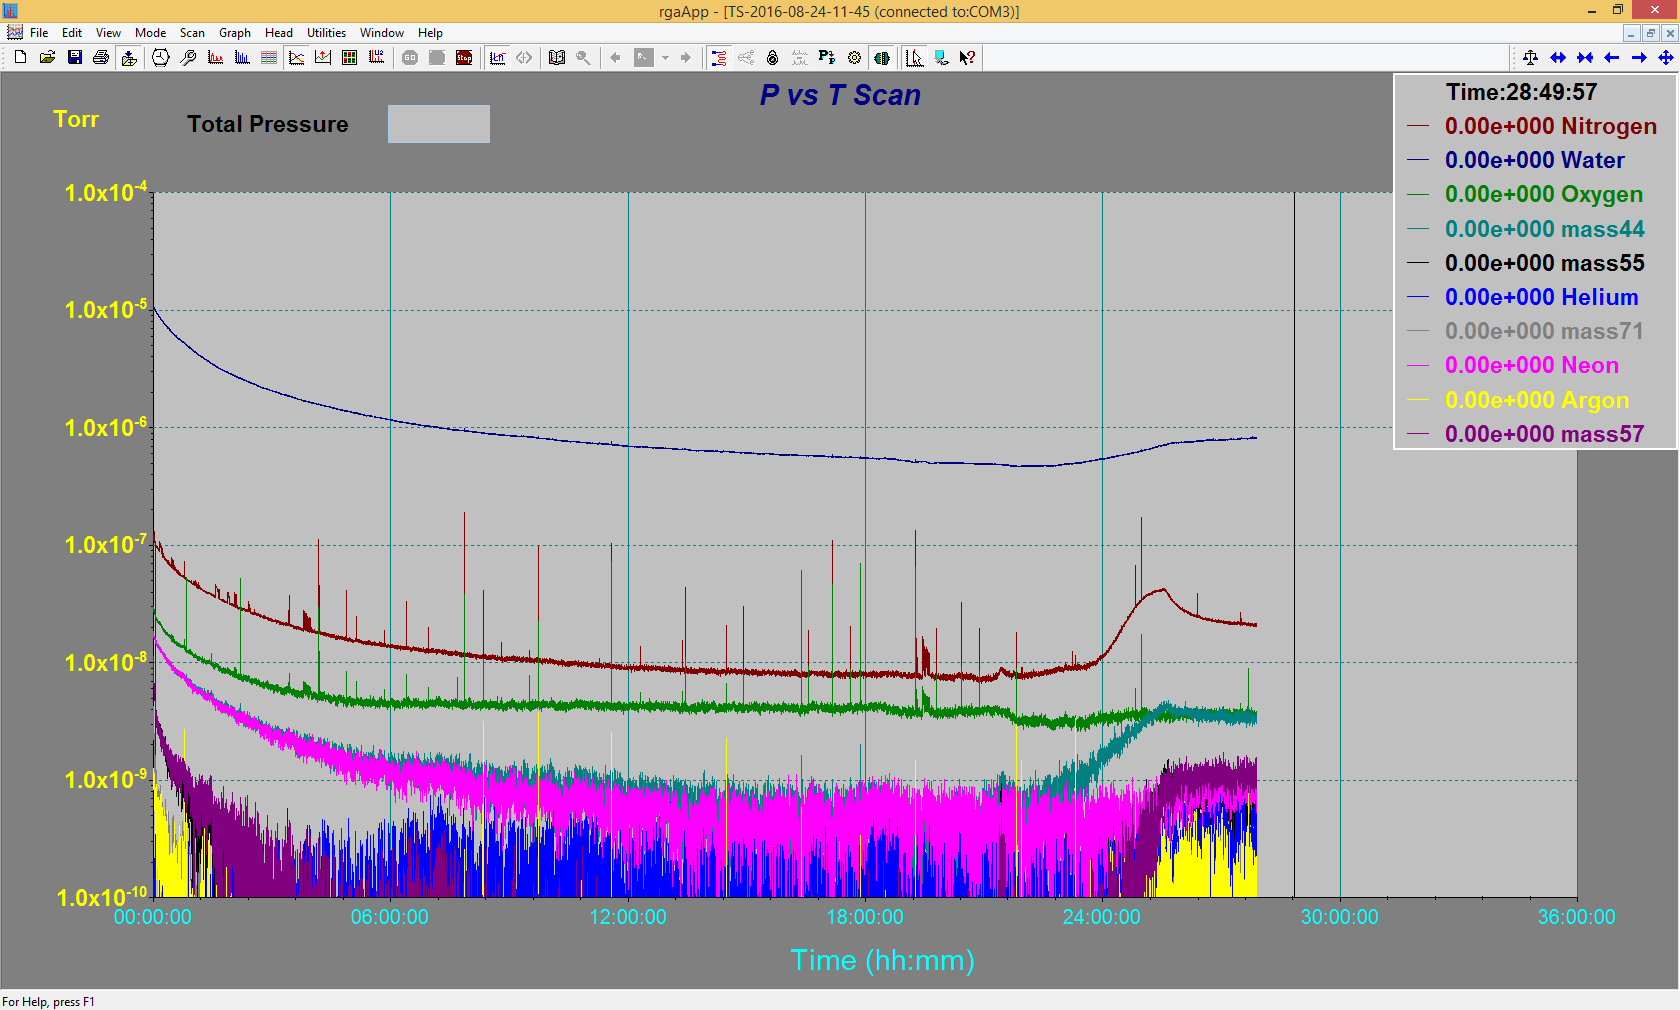 rgaApp - [TS-2016-08-24-11-45 (connected to:COM3)]
File Edit View Mode Scan Graph Head Utilities Window Help
GO Stop
P vs T Scan
Torr
Total Pressure
Time:28:49:57
0.00e+000 Nitrogen
0.00e+000 Water
0.00e+000 Oxygen
0.00e+000 mass44
0.00e+000 mass55
0.00e+000 Helium
0.00e+000 mass71
0.00e+000 Neon
0.00e+000 Argon
0.00e+000 mass57
1.0x10-4
1.0x10-5
1.0x10-6
1.0x10-7
1.0x10-8
1.0x10-9
1.0x10-10
00:00:00 06:00:00 12:00:00 18:00:00 24:00:00 30:00:00 36:00:00
Time (hh:mm)
For Help, press F1